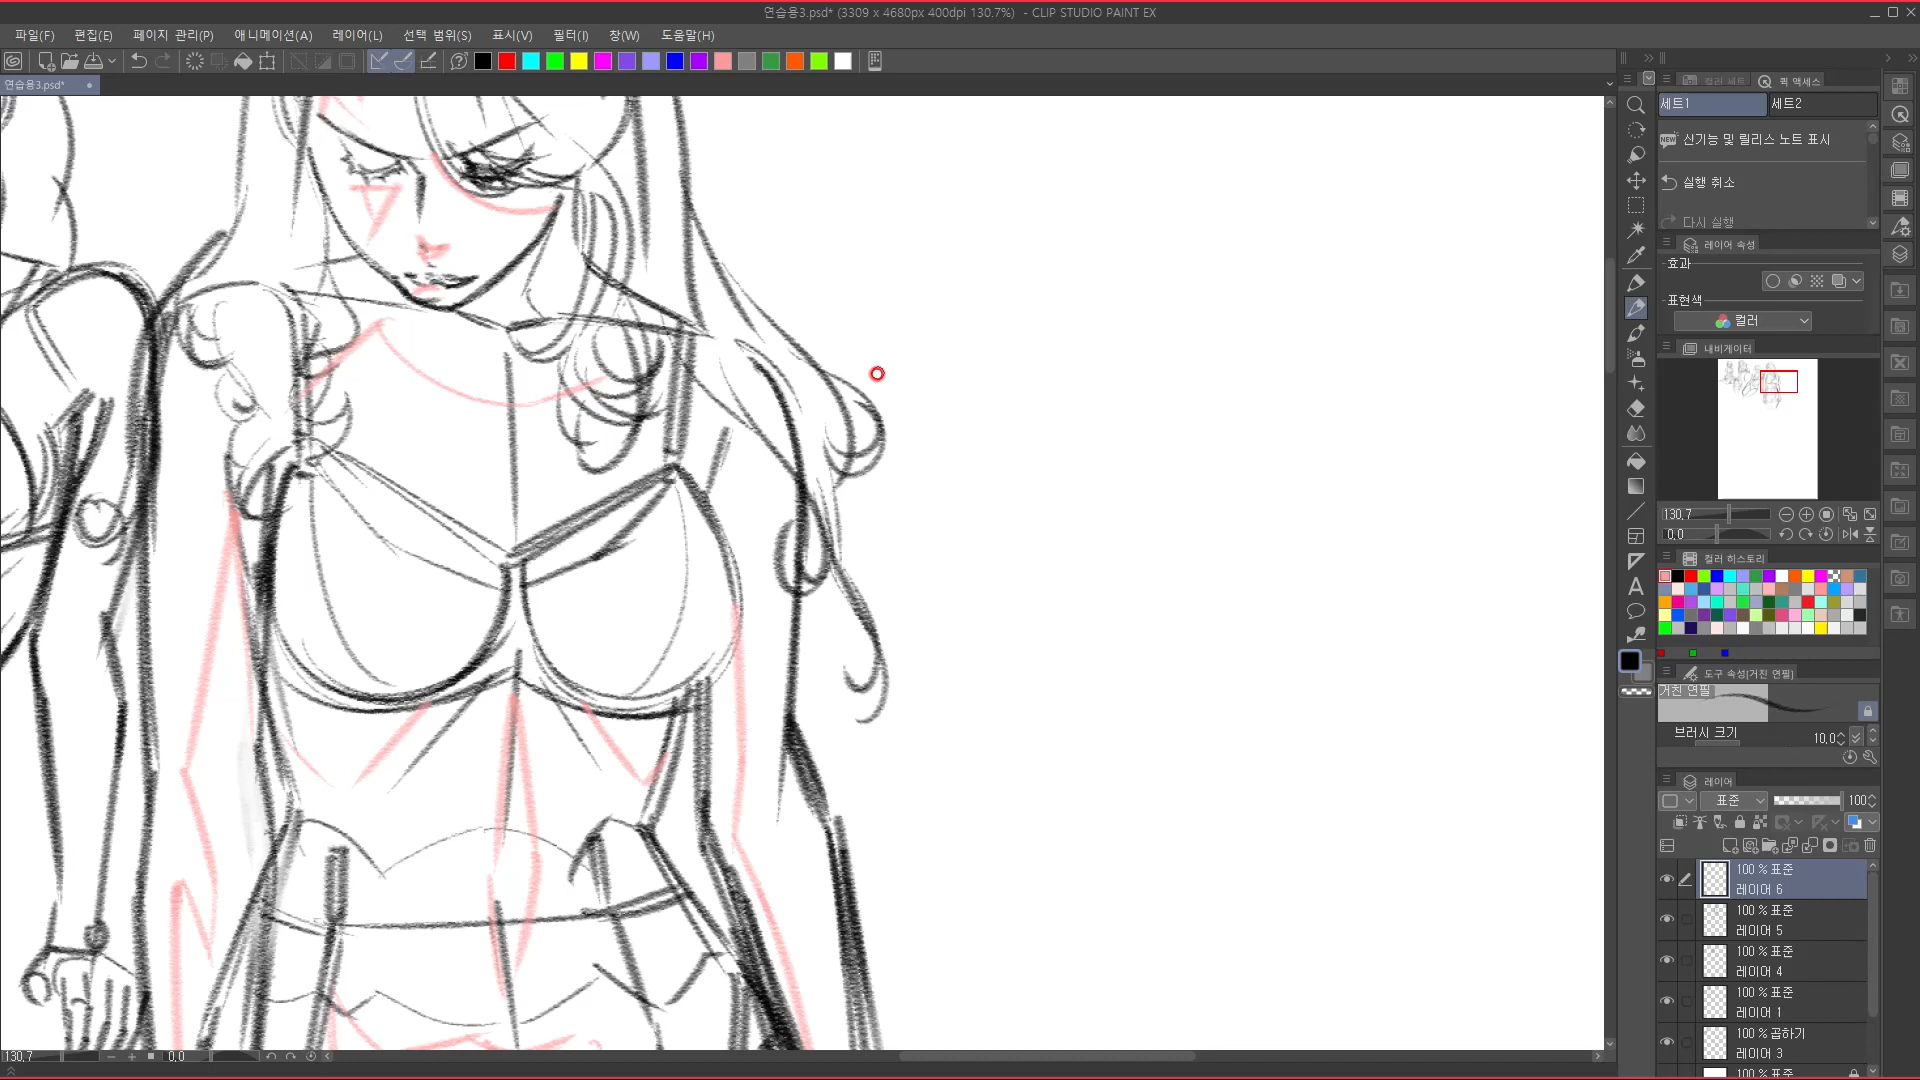 연습용3.psd* (3309 x 4680px 400dpi 130.7%) - CLIP STUDIO PAINT EX
파일(F) 편집(E) 페이지 관리(P) 애니메이션(A) 레이어(L) 선택 범위(S) 표시(V) 필터(I) 창(W) 도움말(H)
연습용3.psd*
컬러 세트 퀵 액세스
세트1 세트2
NEW 신기능 및 릴리스 노트 표시
실행 취소
다시 실행
레이어 속성
효과
표현색
컬러
내비게이터
130.7
0.0
컬러 히스토리
도구 속성[거친 연필]
거친 연필
브러시 크기 10.0
레이어
표준 100
100 % 표준
레이어 6
100 % 표준
레이어 5
100 % 표준
레이어 4
100 % 표준
레이어 1
100 % 곱하기
레이어 3
100 % 표준
130.7 0.0